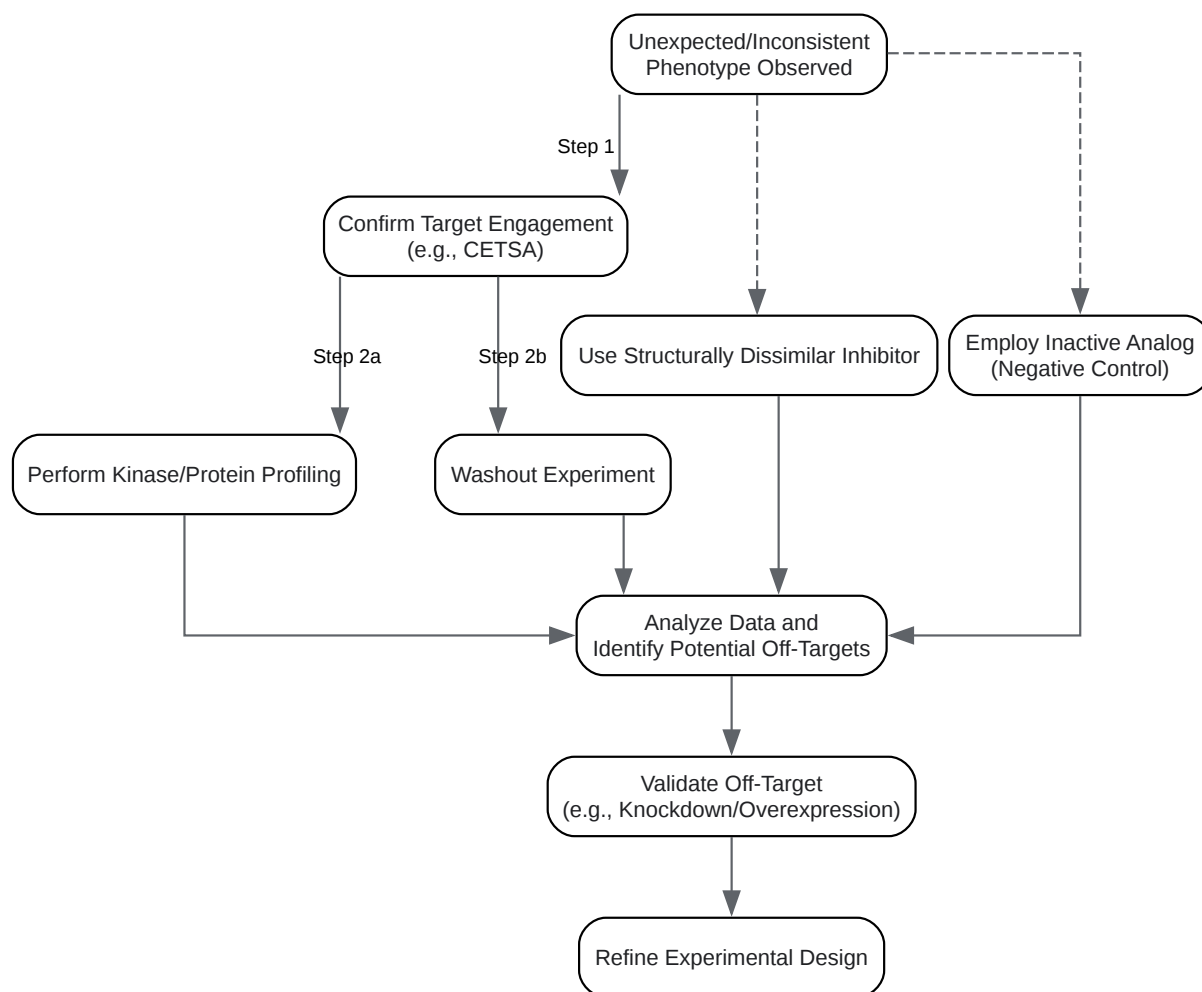 Unexpected/Inconsistent
Phenotype Observed
Step 1
Confirm Target Engagement
(e.g., CETSA)
Step 2a
Step 2b
Use Structurally Dissimilar Inhibitor
Employ Inactive Analog
(Negative Control)
Perform Kinase/Protein Profiling
Washout Experiment
Analyze Data and
Identify Potential Off-Targets
Validate Off-Target
(e.g., Knockdown/Overexpression)
Refine Experimental Design